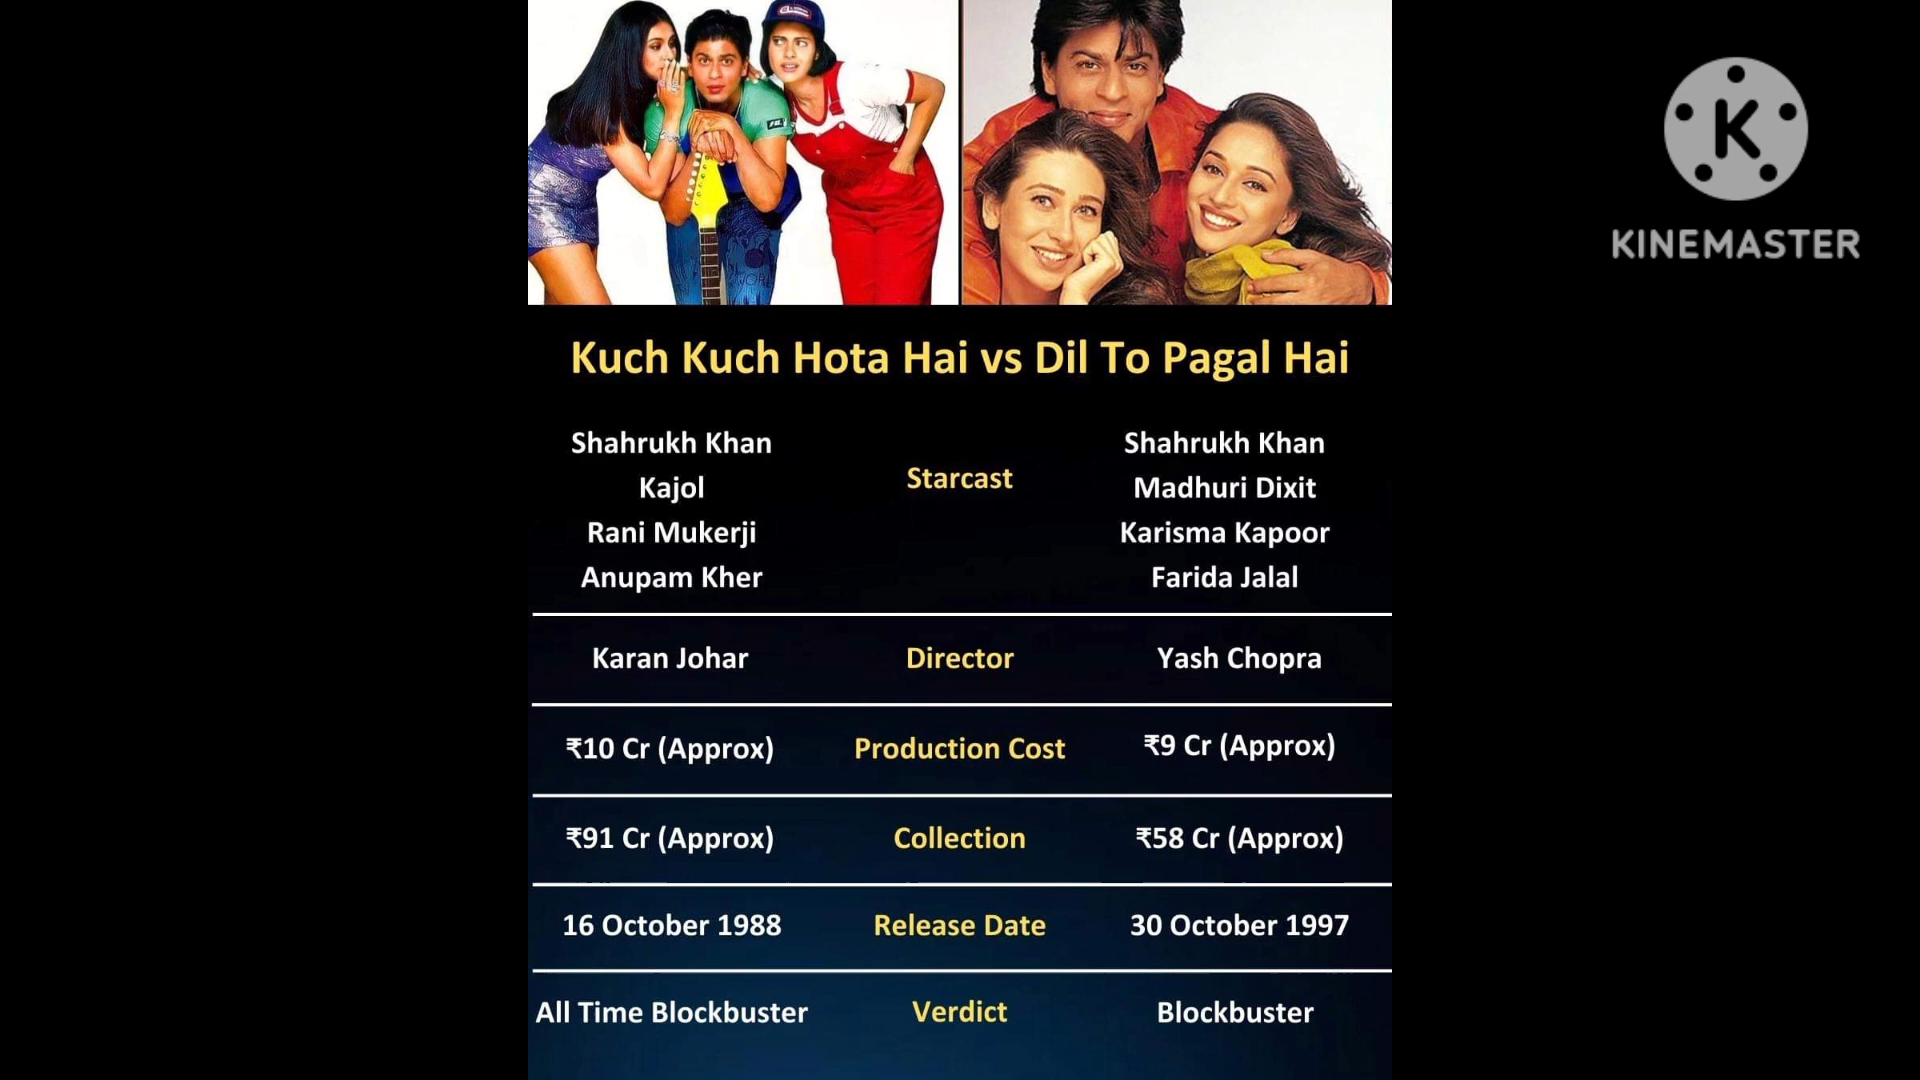 K
KINEMASTER
Kuch Kuch Hota Hai vs Dil To Pagal Hai
Shahrukh Khan
Kajol
Rani Mukerji
Anupam Kher
Starcast
Shahrukh Khan
Madhuri Dixit
Karisma Kapoor
Farida Jalal
Karan Johar Director Yash Chopra
₹10 Cr (Approx) Production Cost ₹9 Cr (Approx)
₹91 Cr (Approx) Collection ₹58 Cr (Approx)
16 October 1988 Release Date 30 October 1997
All Time Blockbuster Verdict Blockbuster